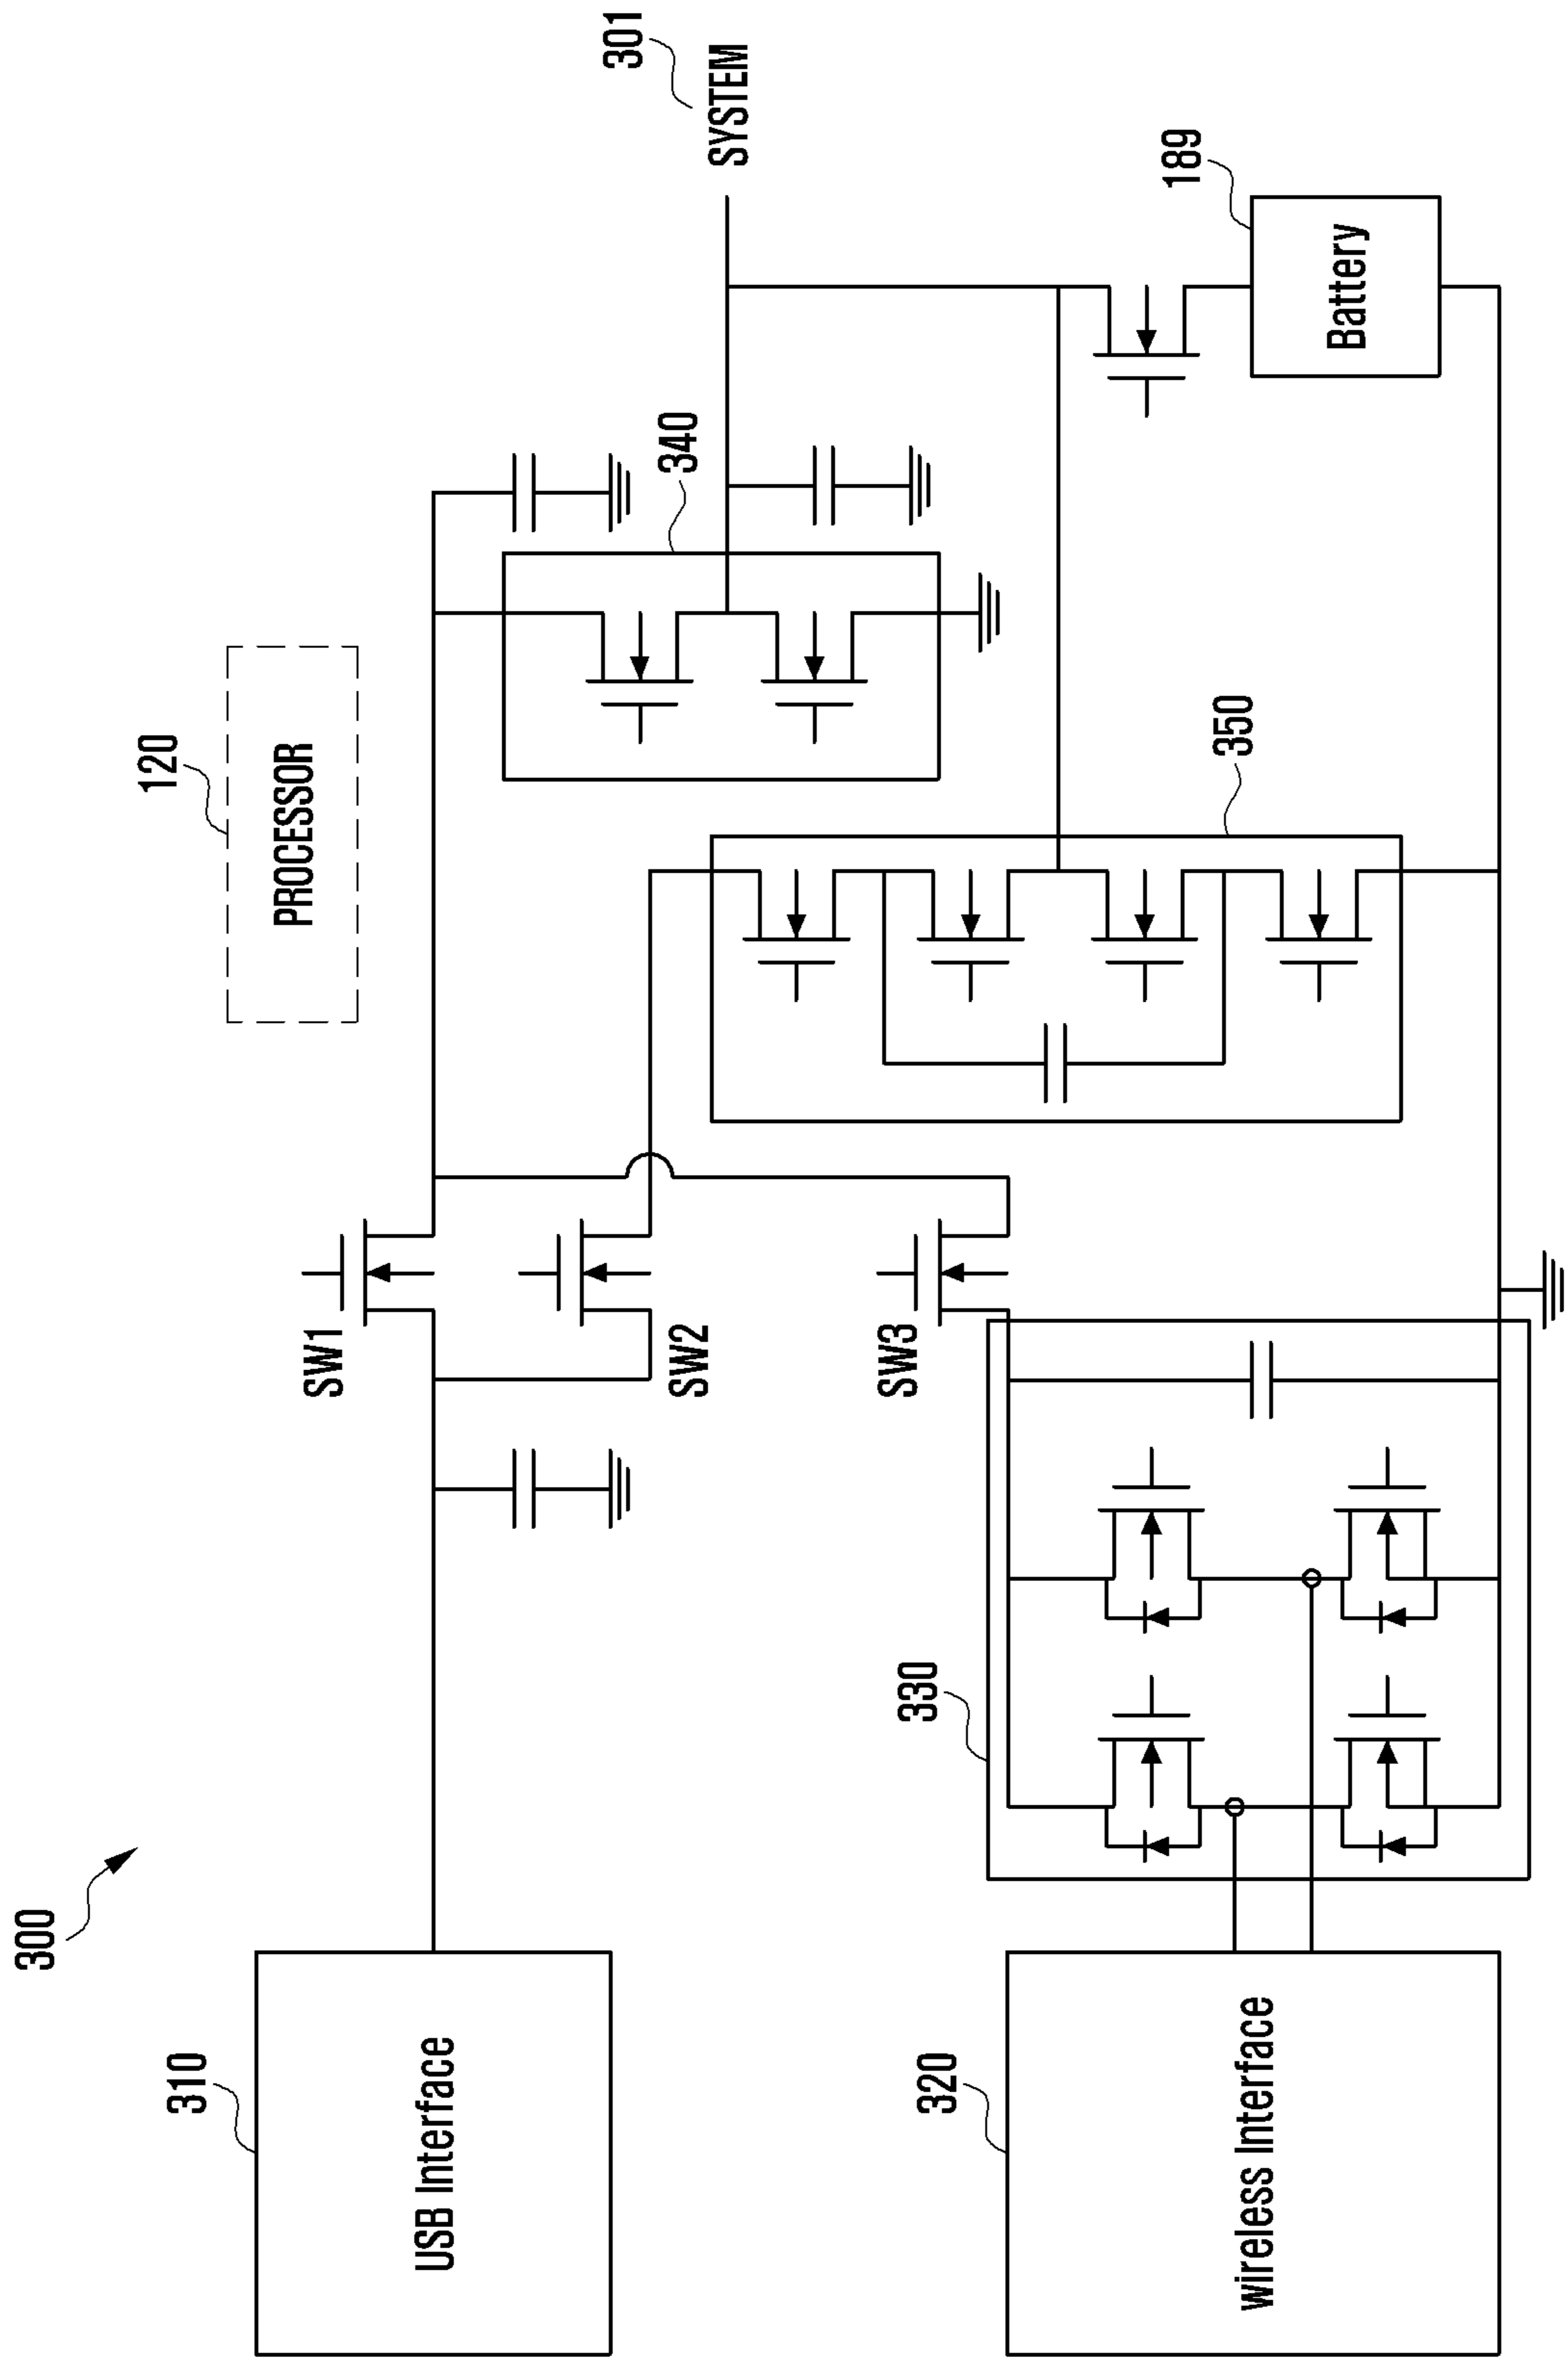 300
310
USB Interface
320
wireless Interface
330
SW1
SW2
SW3
120
PROCESSOR
340
350
301
SYSTEM
189
Battery